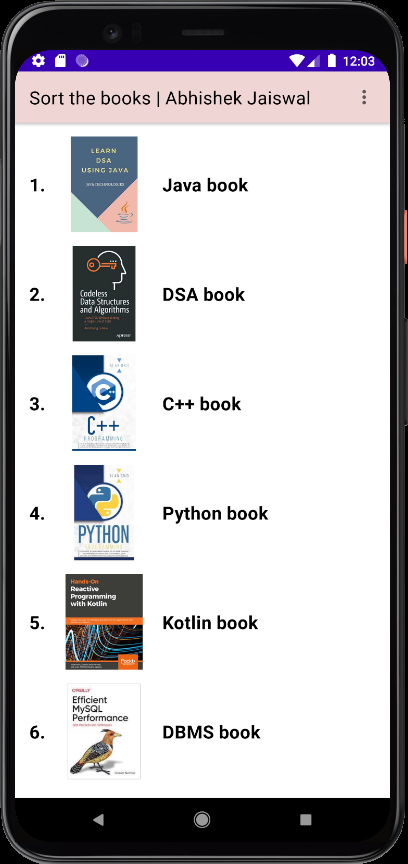 12:03
Sort the books | Abhishek Jaiswal
1.
LEARN
DSA
USING JAVA
Java book
2.
Codeless
Data Structures
and Algorithms
DSA book
3.
C++
PROGRAMMING
C++ book
4.
PYTHON
Python book
5.
Hands-On
Reactive
Programming
with Kotlin
Packt
Kotlin book
6.
O'REILLY
Efficient
MySQL
Performance
DBMS book